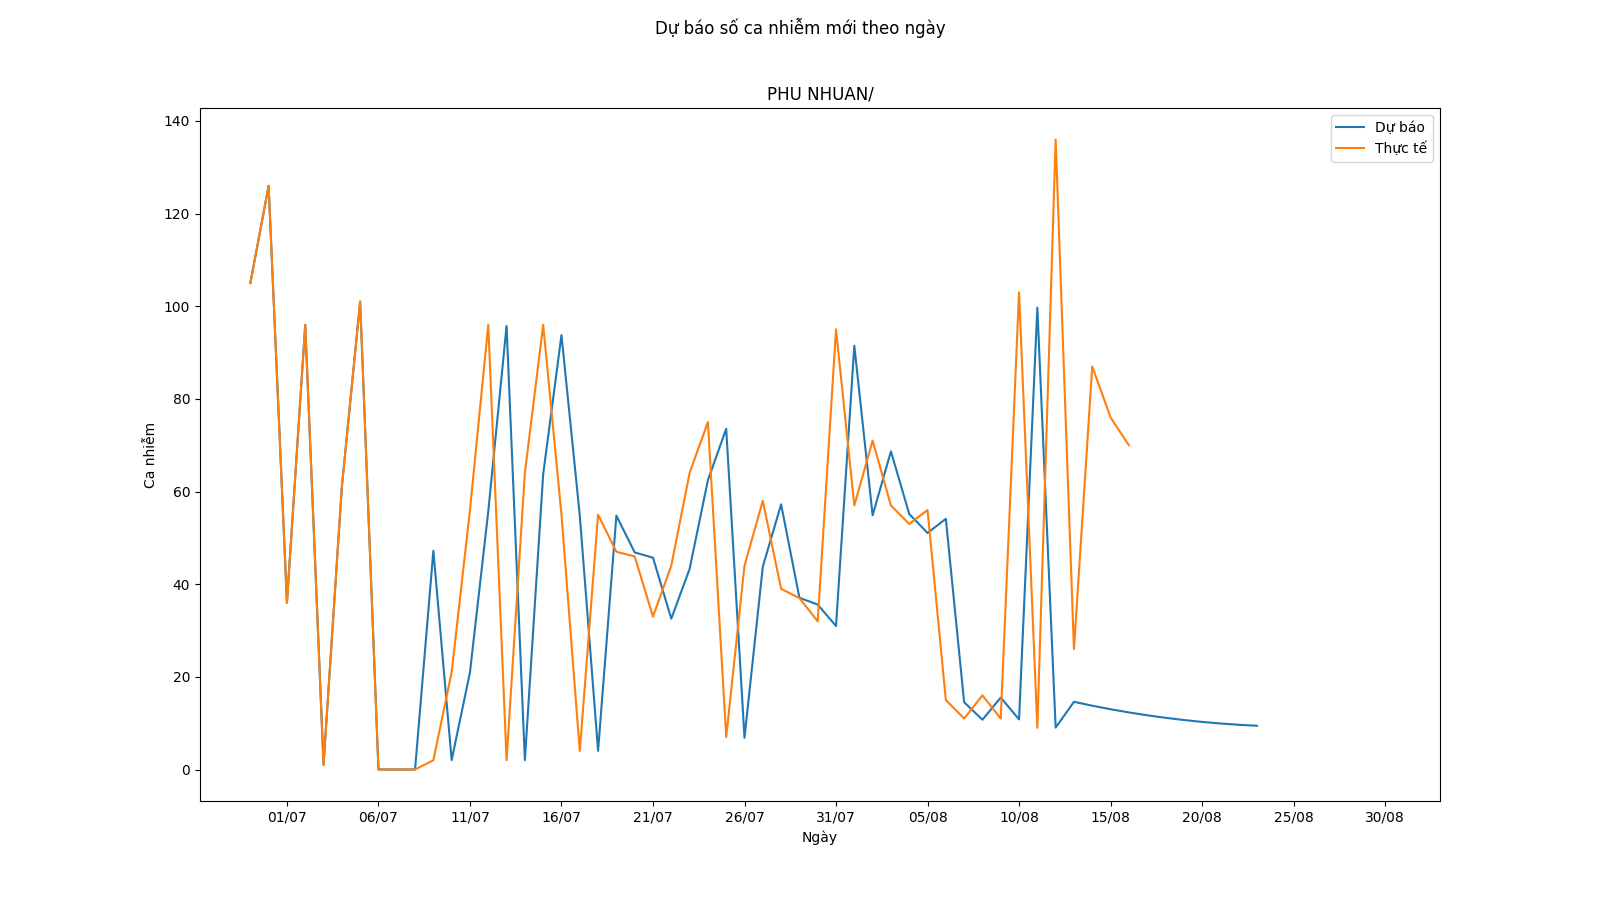 Dự báo số ca nhiễm mới theo ngày
PHU NHUAN/
Dự báo
Thực tế
140
120
100
80
60
40
20
0
Ca nhiễm
01/07 06/07 11/07 16/07 21/07 26/07 31/07 05/08 10/08 15/08 20/08 25/08 30/08
Ngày